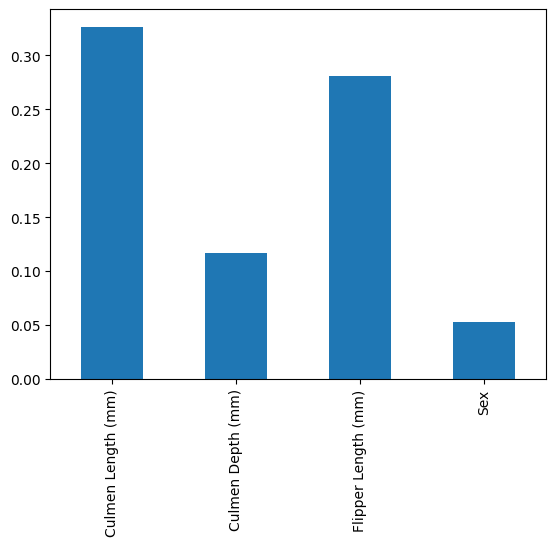 0.30
0.25
0.20
0.15
0.10
0.05
0.00
Culmen Length (mm)
Culmen Depth (mm)
Flipper Length (mm)
Sex